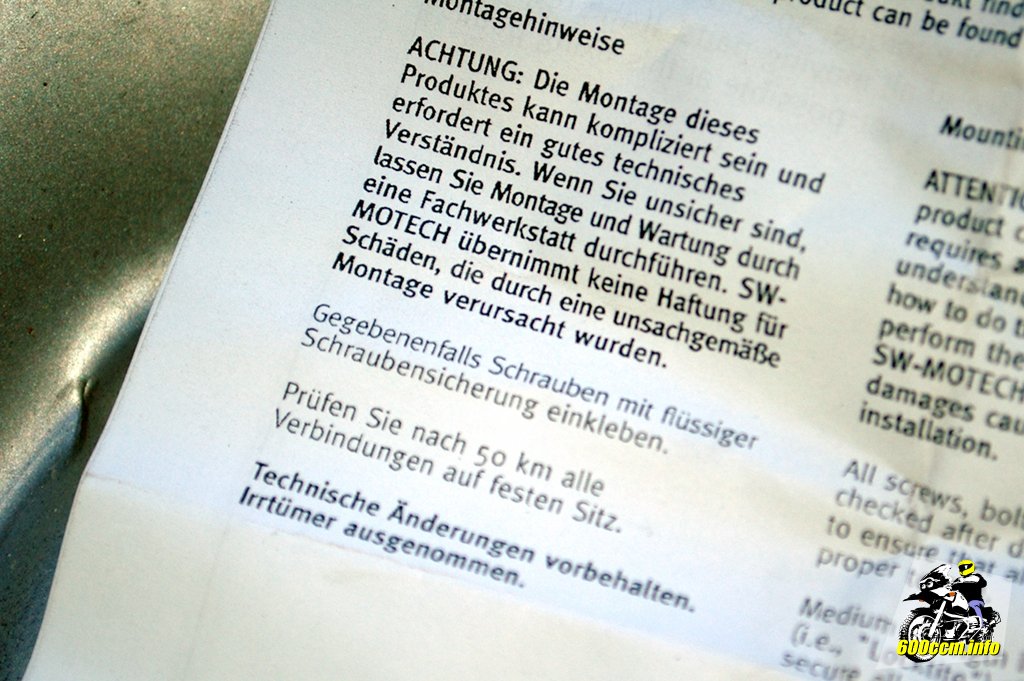 Montagehinweise
ACHTUNG: Die Montage dieses
Produktes kann kompliziert sein und
erfordert ein gutes technisches
Verständnis. Wenn Sie unsicher sind,
lassen Sie Montage und Wartung durch
eine Fachwerkstatt durchführen. SW-
MOTECH übernimmt keine Haftung für
Schäden, die durch eine unsachgemäße
Montage verursacht wurden.
Gegebenenfalls Schrauben mit flüssiger
Schraubensicherung einkleben.
Prüfen Sie nach 50 km alle
Verbindungen auf festen Sitz.
Technische Änderungen vorbehalten.
Irrtümer ausgenommen.
product can be found
ATTENTIO
product
requires
understand
how to do
perform the
SW-MOTECH
damages cau
installation.
All screws, bol
checked after
to ensure that
proper
Medium
(i.e.,
secure
600ccm.info